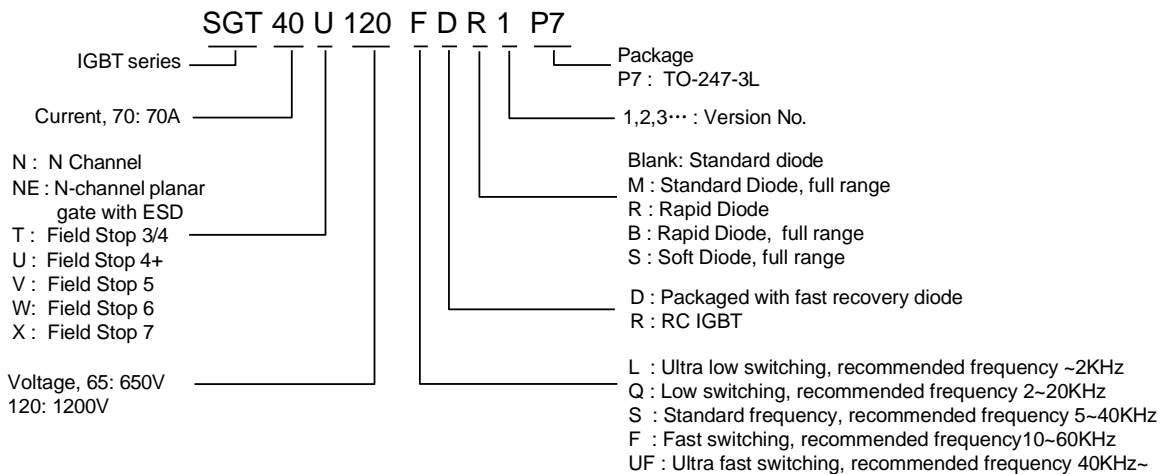 SGT 40 U 120 F D R 1 P7
IGBT series
Current, 70: 70A
N : N Channel
NE : N-channel planar
gate with ESD
T : Field Stop 3/4
U : Field Stop 4+
V : Field Stop 5
W: Field Stop 6
X : Field Stop 7
Voltage, 65: 650V
120: 1200V
Package
P7 : TO-247-3L
1,2,3··· : Version No.
Blank: Standard diode
M : Standard Diode, full range
R : Rapid Diode
B : Rapid Diode, full range
S : Soft Diode, full range
D : Packaged with fast recovery diode
R : RC IGBT
L : Ultra low switching, recommended frequency ~2KHz
Q : Low switching, recommended frequency 2~20KHz
S : Standard frequency, recommended frequency 5~40KHz
F : Fast switching, recommended frequency10~60KHz
UF : Ultra fast switching, recommended frequency 40KHz~